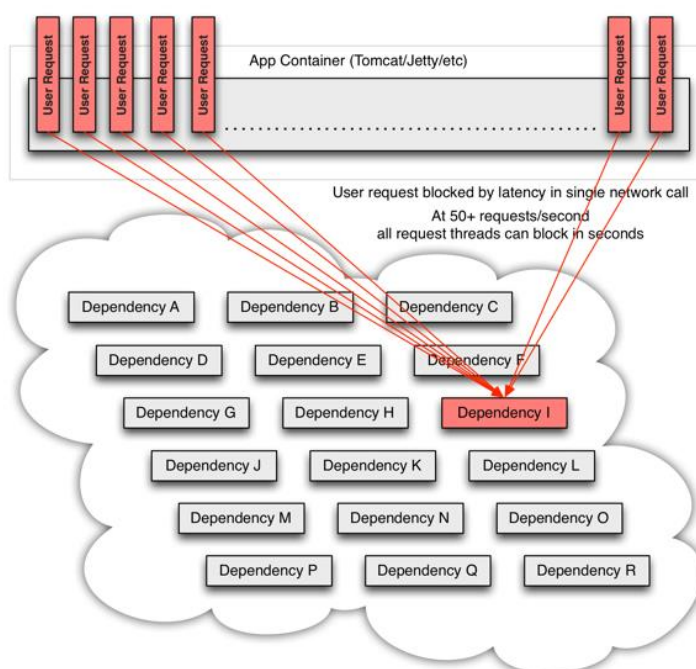 User Request
User Request
User Request
User Request
User Request
User Request
User Request
App Container (Tomcat/Jetty/etc)
User request blocked by latency in single network call
At 50+ requests/second
all request threads can block in seconds
Dependency A
Dependency B
Dependency C
Dependency D
Dependency E
Dependency F
Dependency G
Dependency H
Dependency I
Dependency J
Dependency K
Dependency L
Dependency M
Dependency N
Dependency O
Dependency P
Dependency Q
Dependency R